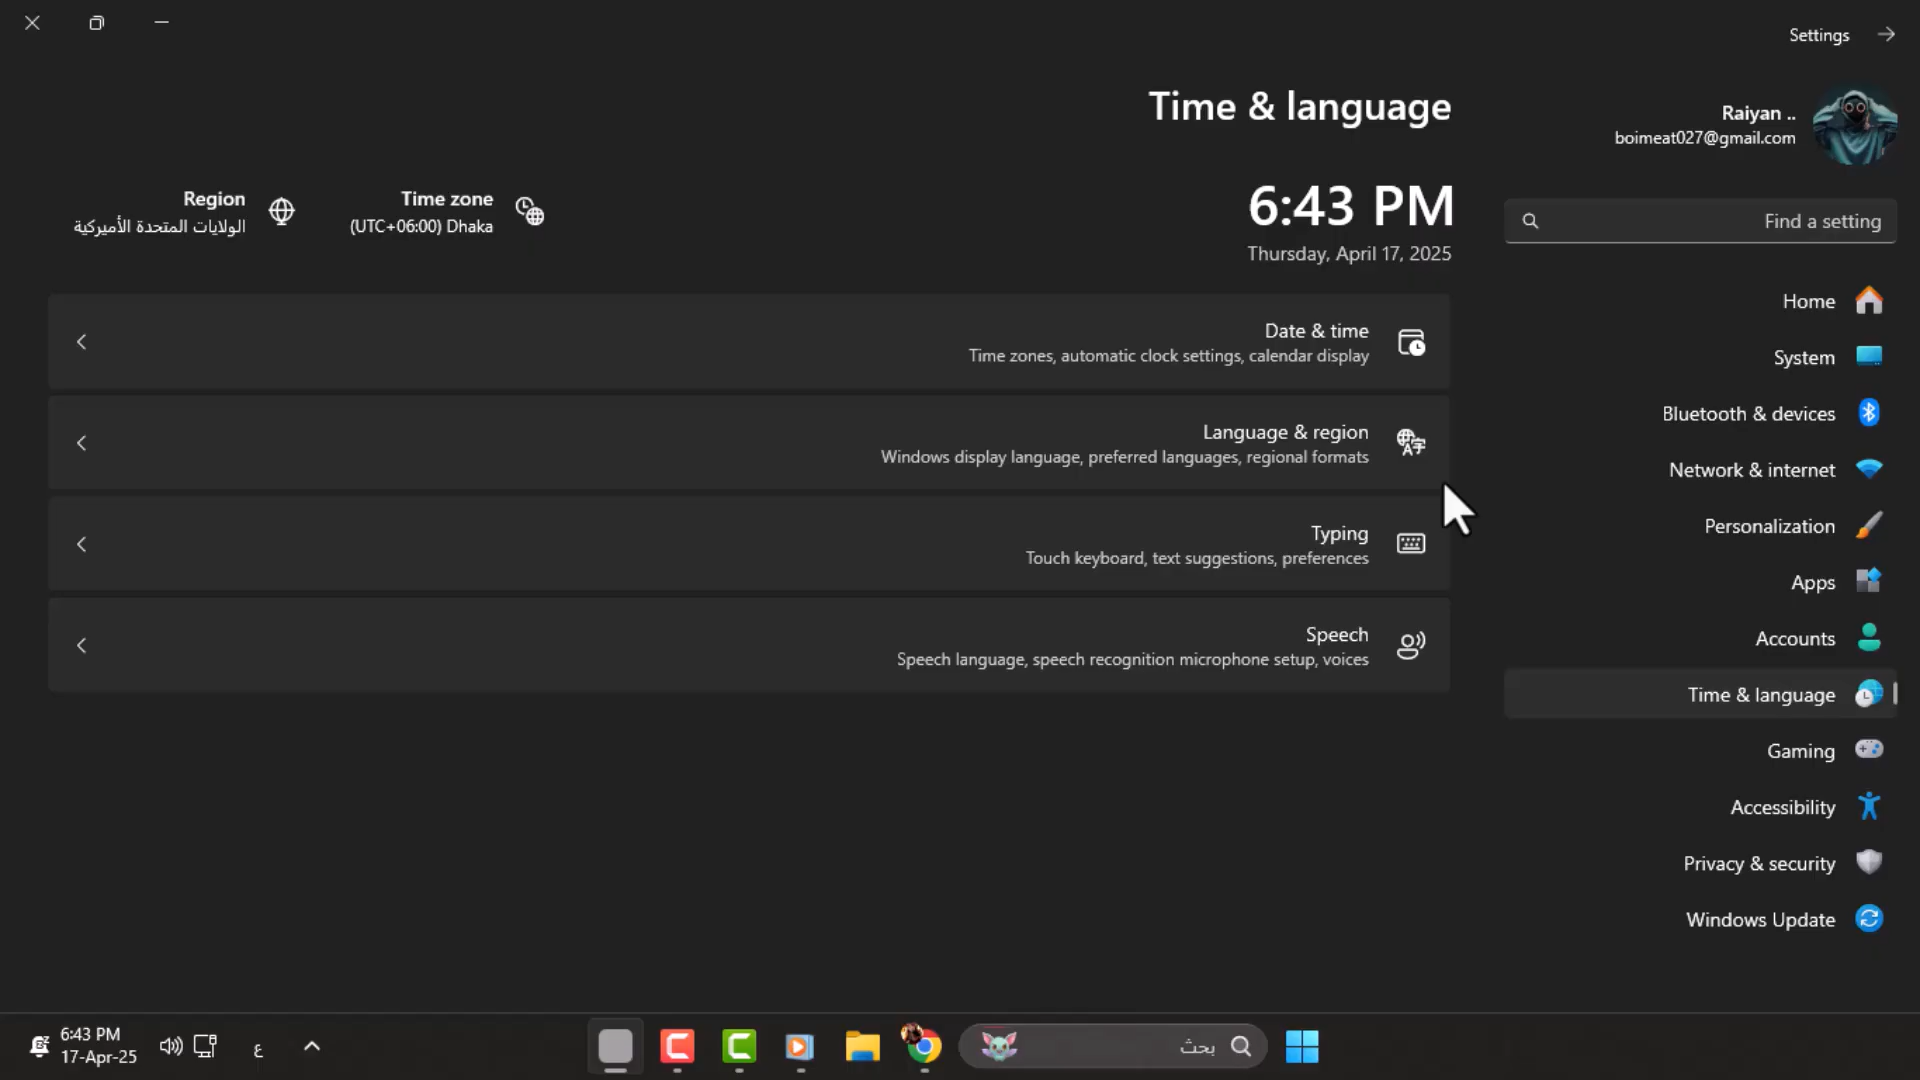 Settings
Time & language
Raiyan ..
boimeat027@gmail.com
Find a setting
Home
System
Bluetooth & devices
Network & internet
Personalization
Apps
Accounts
Time & language
Gaming
Accessibility
Privacy & security
Windows Update
6:43 PM
Thursday, April 17, 2025
Time zone
(UTC+06:00) Dhaka
Region
الولايات المتحدة الأميركية
Date & time
Time zones, automatic clock settings, calendar display
Language & region
Windows display language, preferred languages, regional formats
Typing
Touch keyboard, text suggestions, preferences
Speech
Speech language, speech recognition microphone setup, voices
بحث
ع
6:43 PM
17-Apr-25